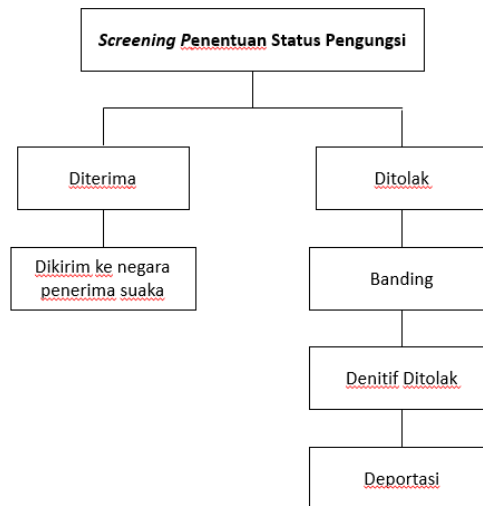 Screening Penentuan Status Pengungsi
Diterima
Ditolak
Dikirim ke negara
penerima suaka
Banding
Denitif Ditolak
Deportasi